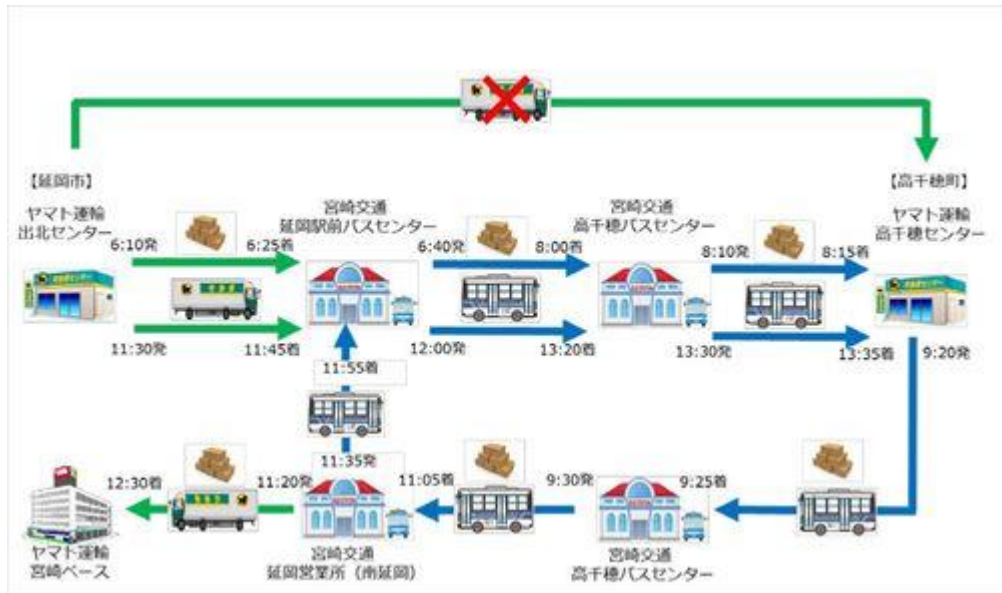 【延岡市】
【高千穂町】
ヤマト運輸
出北センター
宮崎交通
延岡駅前バスセンター
宮崎交通
高千穂バスセンター
ヤマト運輸
高千穂センター
6:10発
6:25着
6:40発
8:00着
8:10発
8:15着
11:30発
11:45着
12:00発
13:20着
13:30発
13:35着
9:20発
11:55着
11:35発
12:30着
11:20発
11:05着
9:30発
9:25着
ヤマト運輸
宮崎ベース
宮崎交通
延岡営業所（南延岡）
宮崎交通
高千穂バスセンター